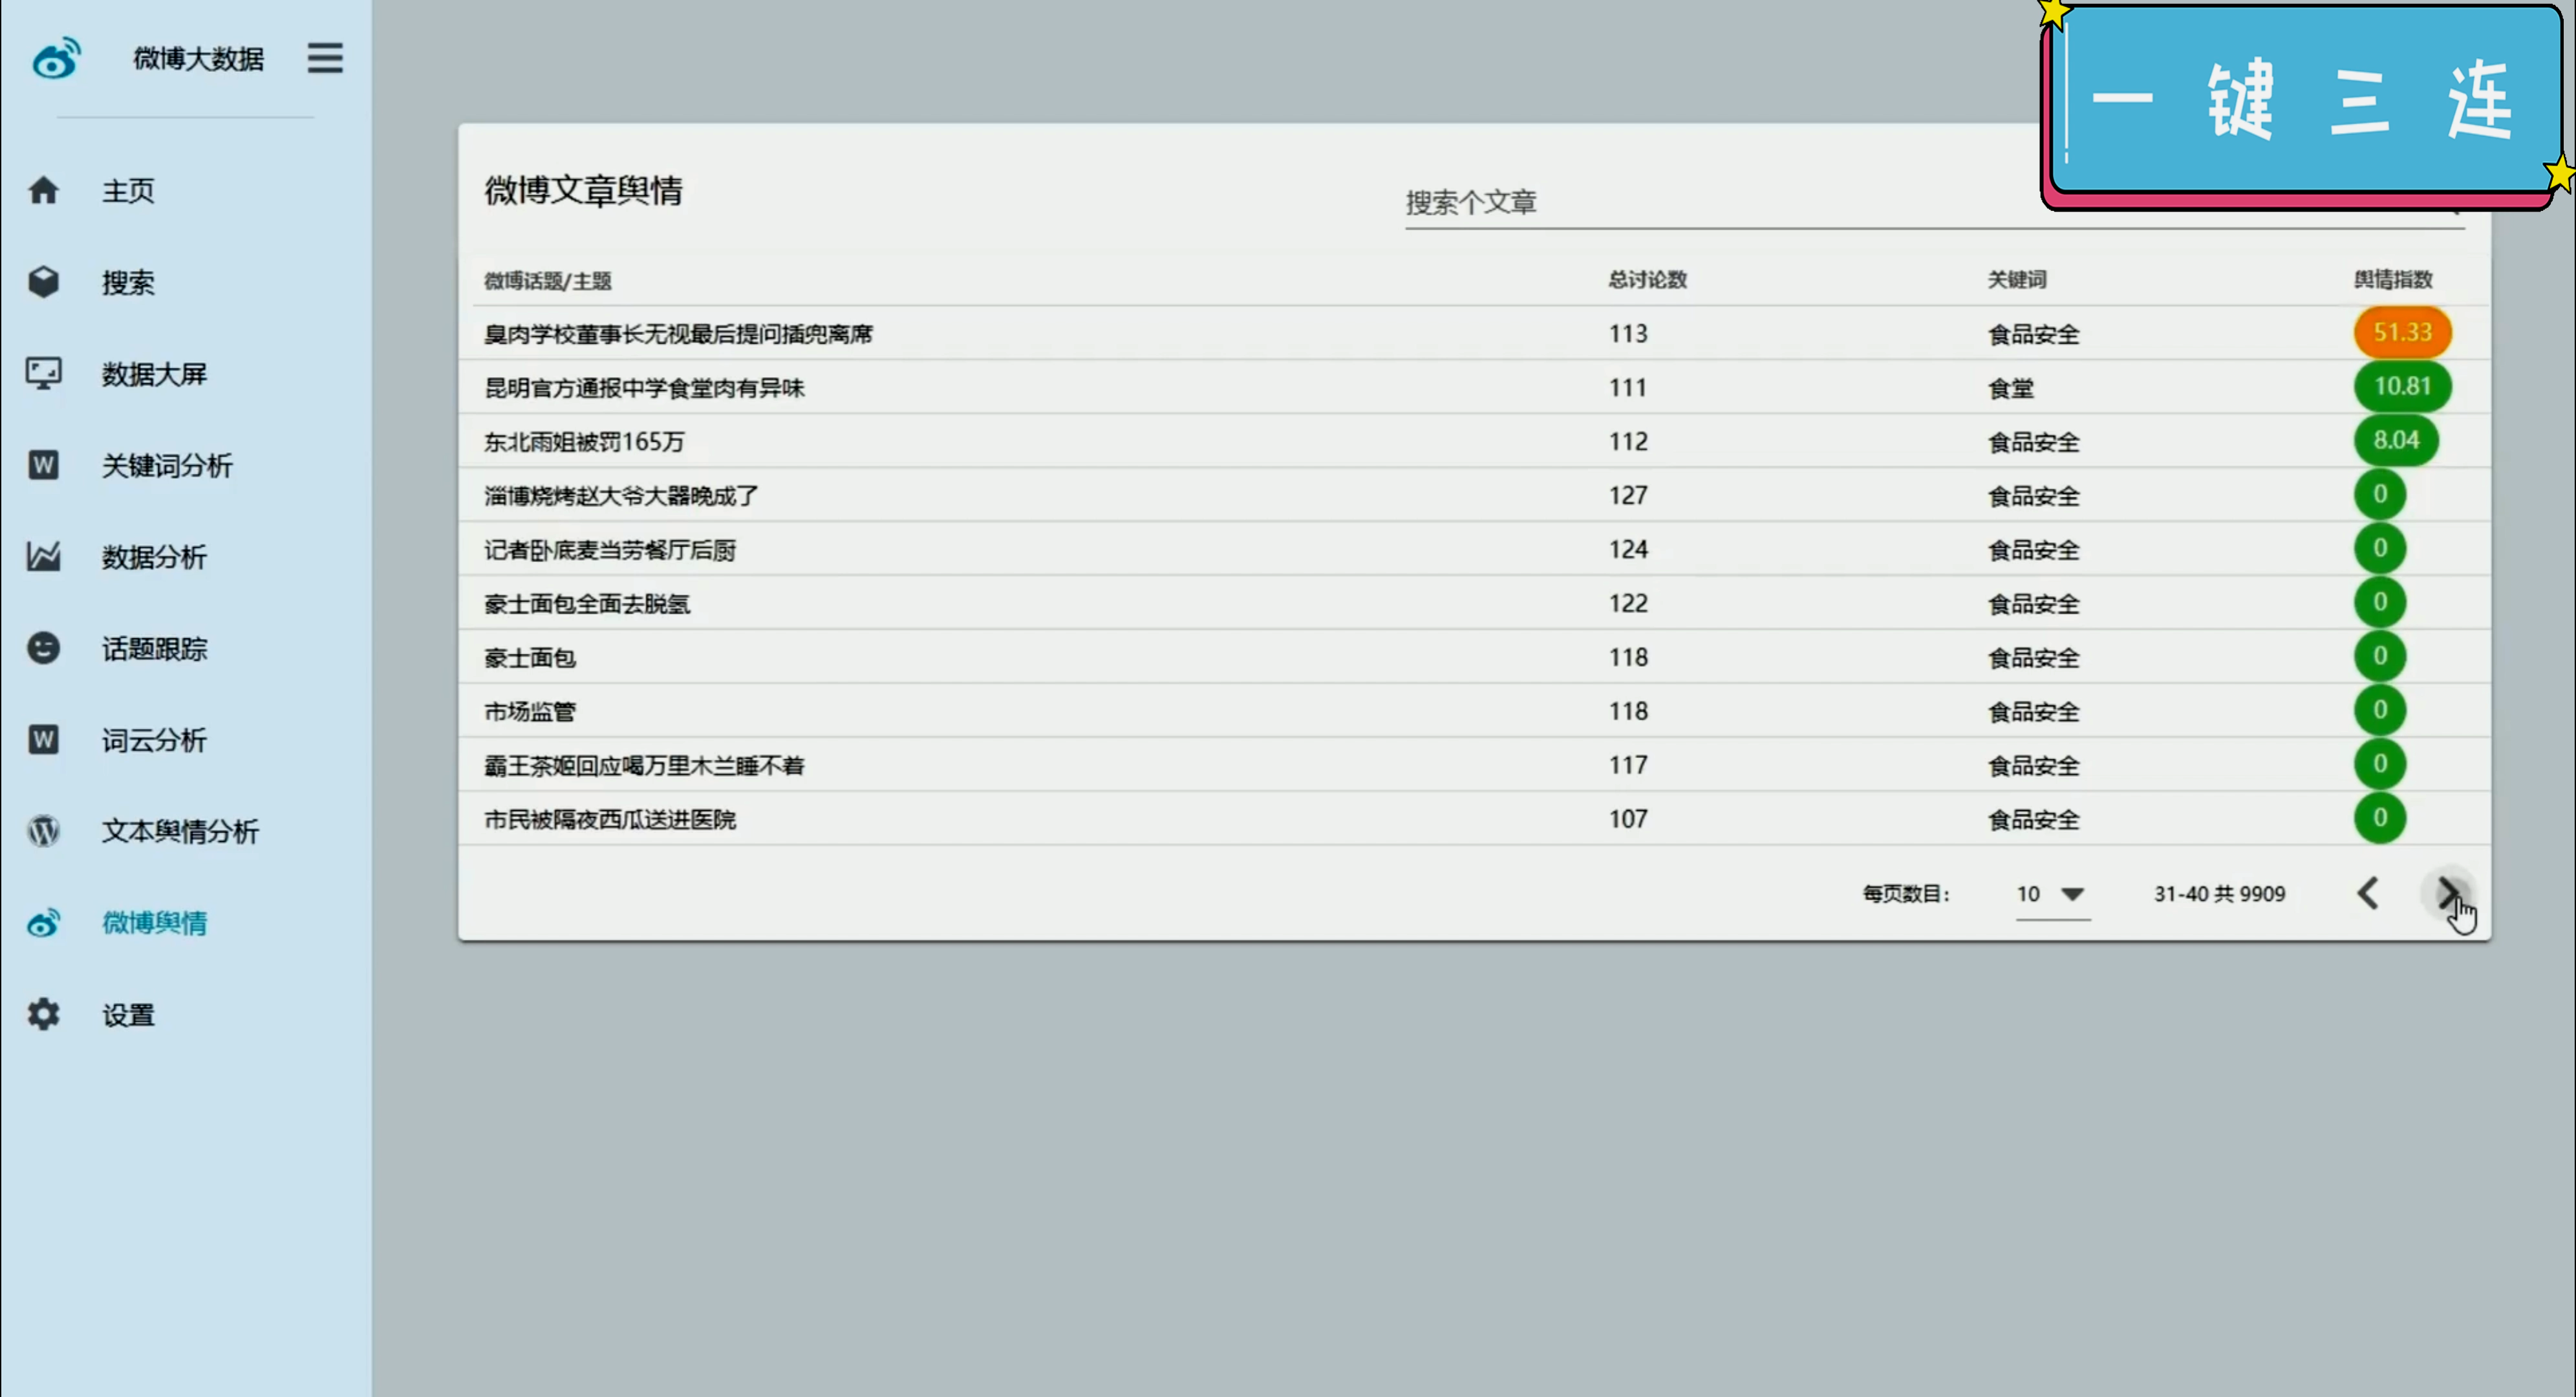 微博大数据
主页
搜索
数据大屏
关键词分析
数据分析
话题跟踪
词云分析
文本舆情分析
微博舆情
设置
一键三连
微博文章舆情
搜索个文章
微博话题/主题 总讨论数 关键词 舆情指数
臭肉学校董事长无视最后提问插兜离席 113 食品安全 51.33
昆明官方通报中学食堂肉有异味 111 食堂 10.81
东北雨姐被罚165万 112 食品安全 8.04
淄博烧烤赵大爷大器晚成了 127 食品安全 0
记者卧底麦当劳餐厅后厨 124 食品安全 0
豪士面包全面去脱氢 122 食品安全 0
豪士面包 118 食品安全 0
市场监管 118 食品安全 0
霸王茶姬回应喝万里木兰睡不着 117 食品安全 0
市民被隔夜西瓜送进医院 107 食品安全 0
每页数目: 10 31-40 共 9909